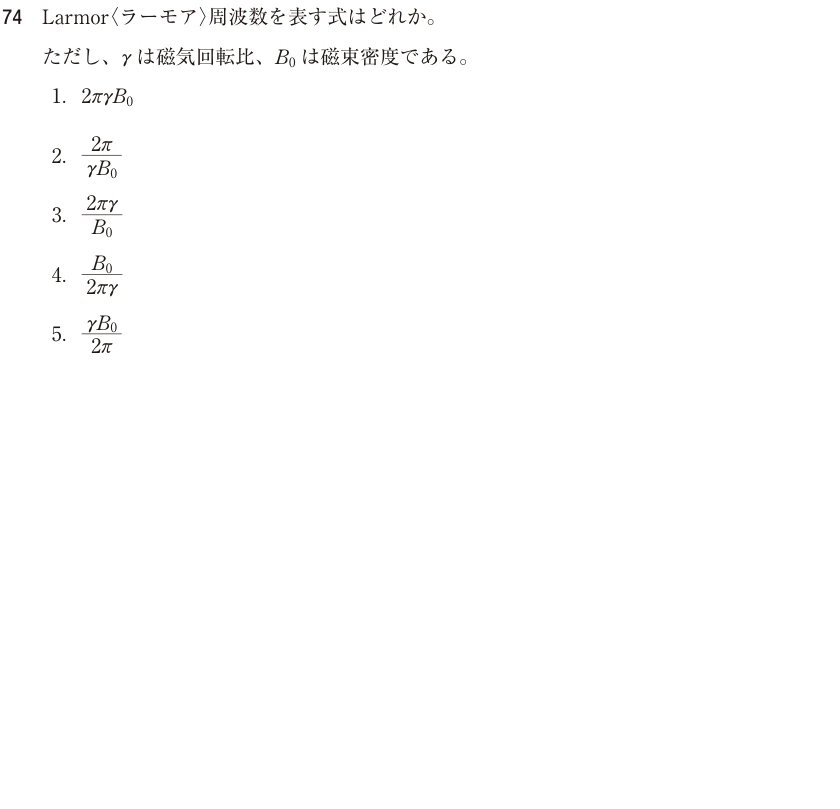 74 Larmor〈ラーモア〉周波数を表す式はどれか。
ただし、γ は磁気回転比、B₀ は磁束密度である。
1. 2πγB₀
2. 2π
γB₀
3. 2πγ
B₀
4. B₀
2πγ
5. γB₀
2π